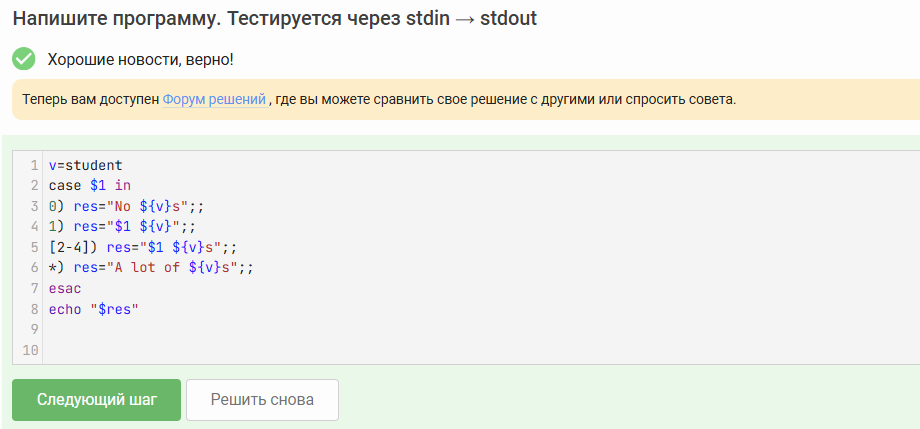 Напишите программу. Тестируется через stdin → stdout
Хорошие новости, верно!
Теперь вам доступен Форум решений , где вы можете сравнить свое решение с другими или спросить совета.
1 v=student
2 case $1 in
3 0) res="No ${v}s";;
4 1) res="$1 ${v}";;
5 [2-4]) res="$1 ${v}s";;
6 *) res="A lot of ${v}s";;
7 esac
8 echo "$res"
9
10
Следующий шаг Решить снова